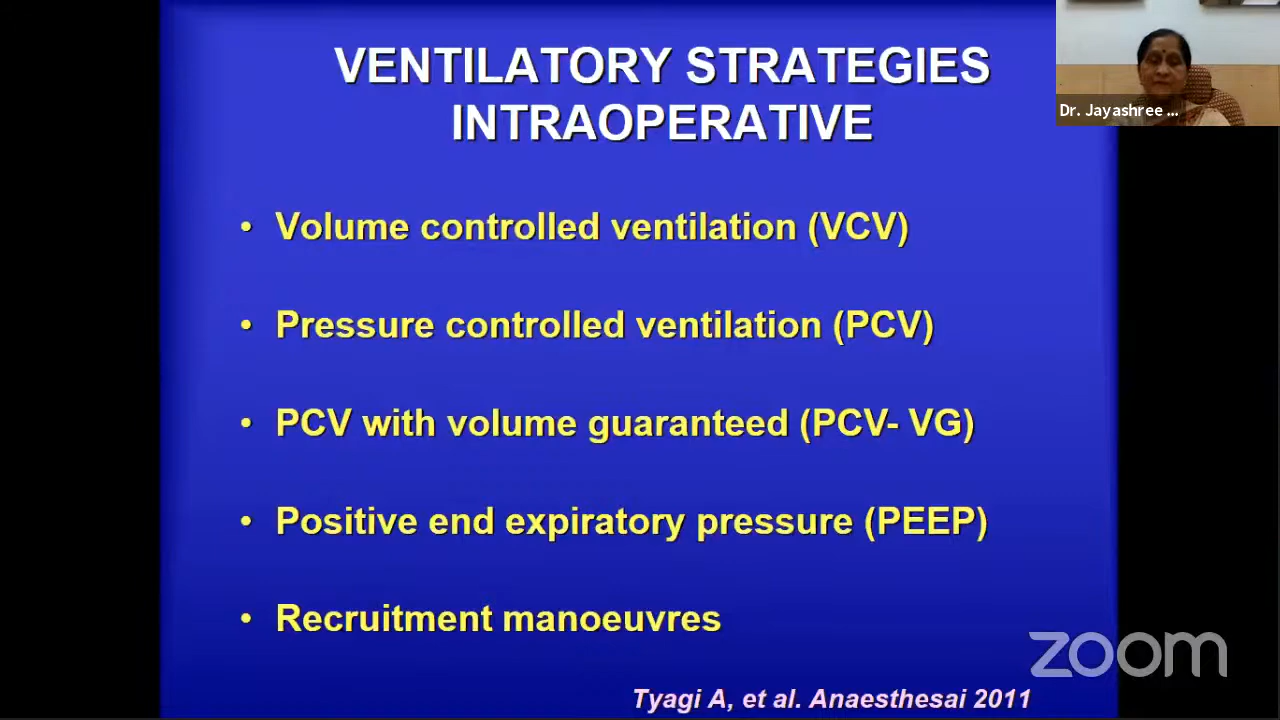 VENTILATORY STRATEGIES
INTRAOPERATIVE
Dr. Jayashree ...
• Volume controlled ventilation (VCV)
• Pressure controlled ventilation (PCV)
• PCV with volume guaranteed (PCV- VG)
• Positive end expiratory pressure (PEEP)
• Recruitment manoeuvres
zoom
Tyagi A, et al. Anaesthesai 2011